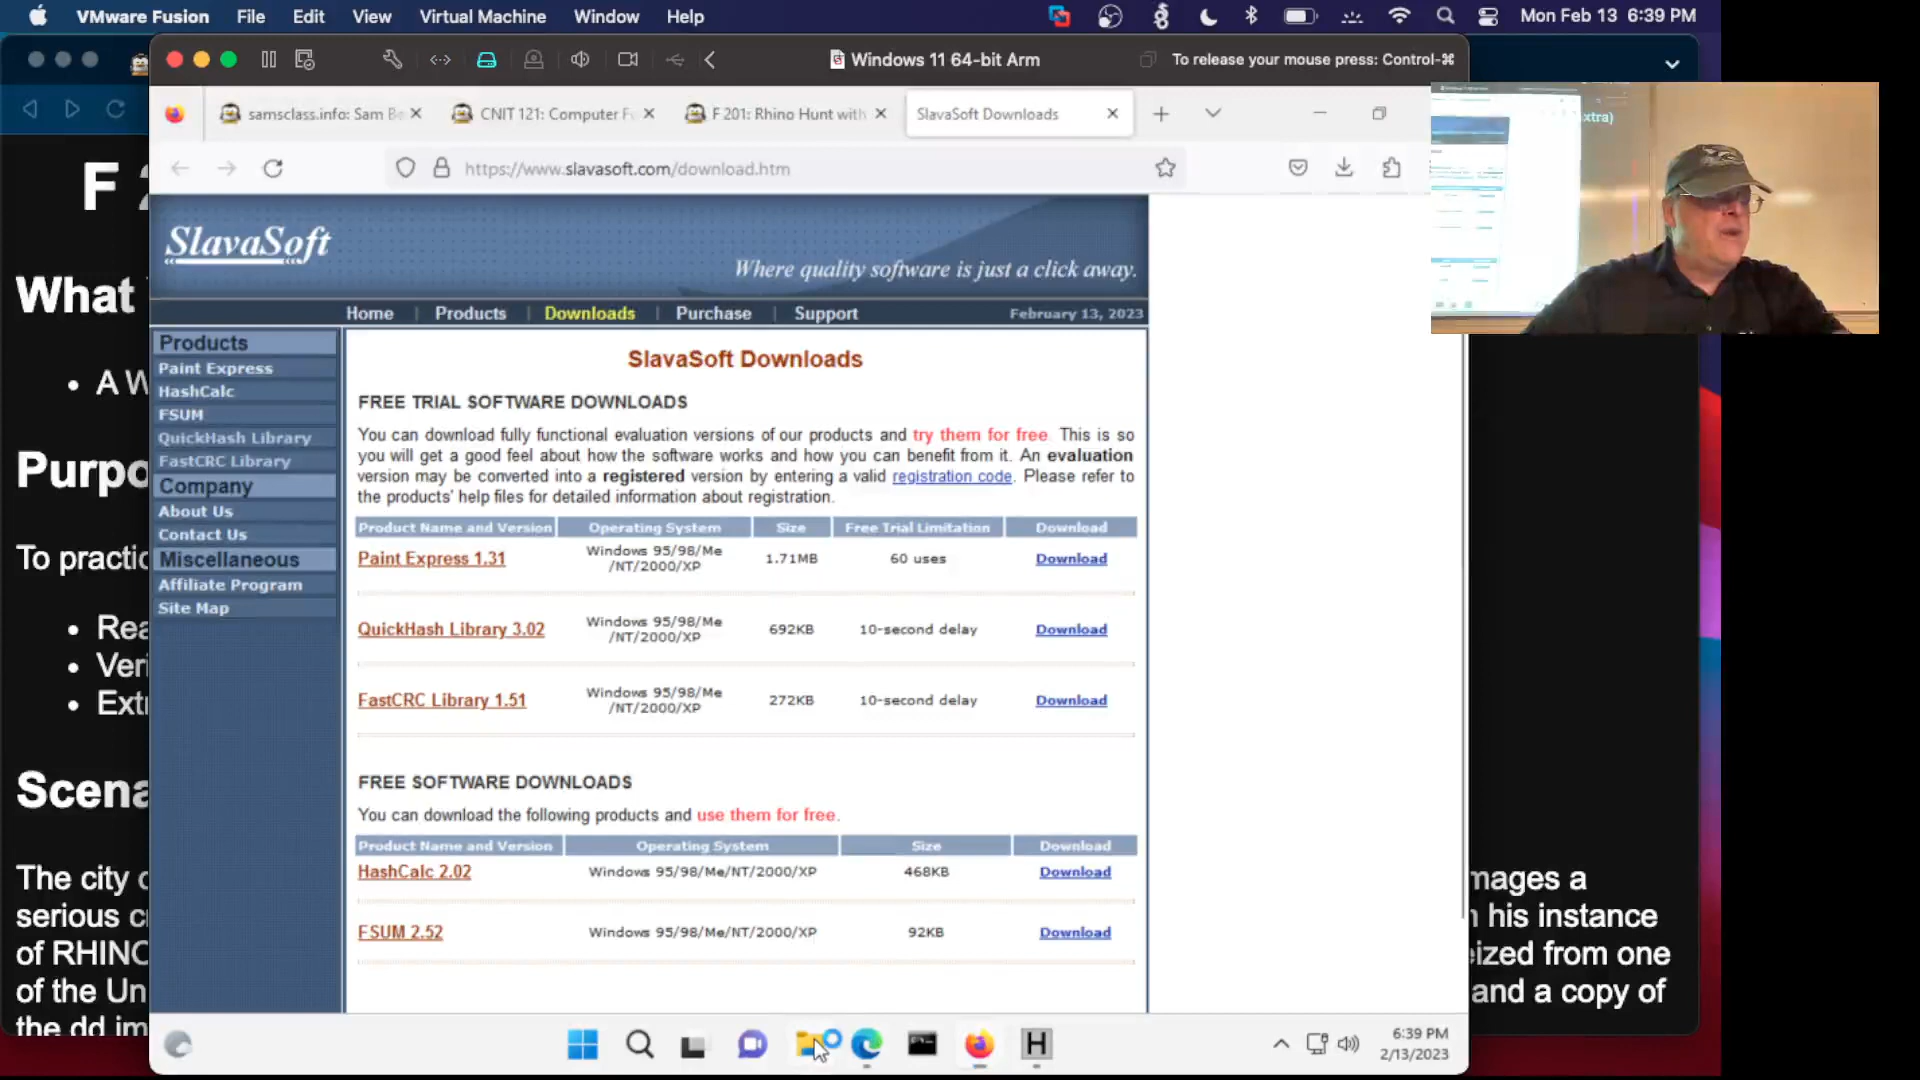 VMware Fusion File Edit View Virtual Machine Window Help Mon Feb 13 6:39 PM
Windows 11 64-bit Arm To release your mouse press: Control-⌘
samsclass.info: Sam Be CNIT 121: Computer Fo F 201: Rhino Hunt with SlavaSoft Downloads
https://www.slavasoft.com/download.htm
xtra)
F 2
What
• A W
Purpo
To practic
• Rea
• Veri
• Extr
Scena
The city o
serious cr
of RHINO
of the Un
the dd im
mages a
n his instance
eized from one
and a copy of
SlavaSoft
Where quality software is just a click away.
Home | Products | Downloads | Purchase | Support February 13, 2023
Products
Paint Express
HashCalc
FSUM
QuickHash Library
FastCRC Library
Company
About Us
Contact Us
Miscellaneous
Affiliate Program
Site Map
SlavaSoft Downloads
FREE TRIAL SOFTWARE DOWNLOADS
You can download fully functional evaluation versions of our products and try them for free. This is so
you will get a good feel about how the software works and how you can benefit from it. An evaluation
version may be converted into a registered version by entering a valid registration code. Please refer to
the products' help files for detailed information about registration.
Product Name and Version Operating System Size Free Trial Limitation Download
Paint Express 1.31 Windows 95/98/Me /NT/2000/XP 1.71MB 60 uses Download
QuickHash Library 3.02 Windows 95/98/Me /NT/2000/XP 692KB 10-second delay Download
FastCRC Library 1.51 Windows 95/98/Me /NT/2000/XP 272KB 10-second delay Download
FREE SOFTWARE DOWNLOADS
You can download the following products and use them for free.
Product Name and Version Operating System Size Download
HashCalc 2.02 Windows 95/98/Me/NT/2000/XP 468KB Download
FSUM 2.52 Windows 95/98/Me/NT/2000/XP 92KB Download
H
6:39 PM
2/13/2023